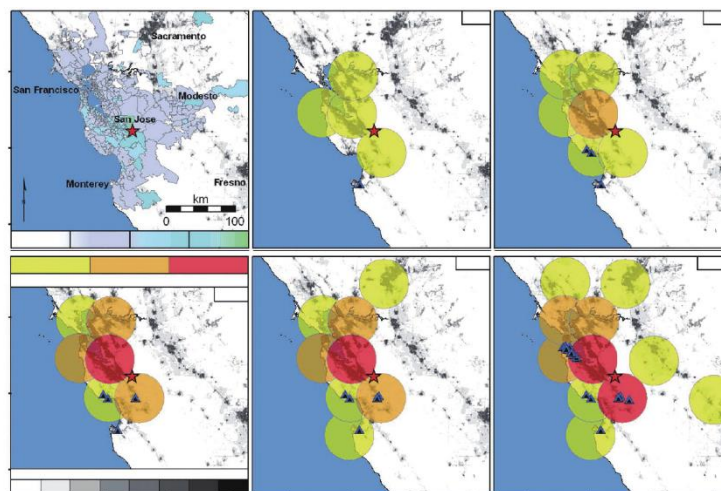 Sacramento
San Francisco
Modesto
San Jose
Monterey
Fresno
km
0 100